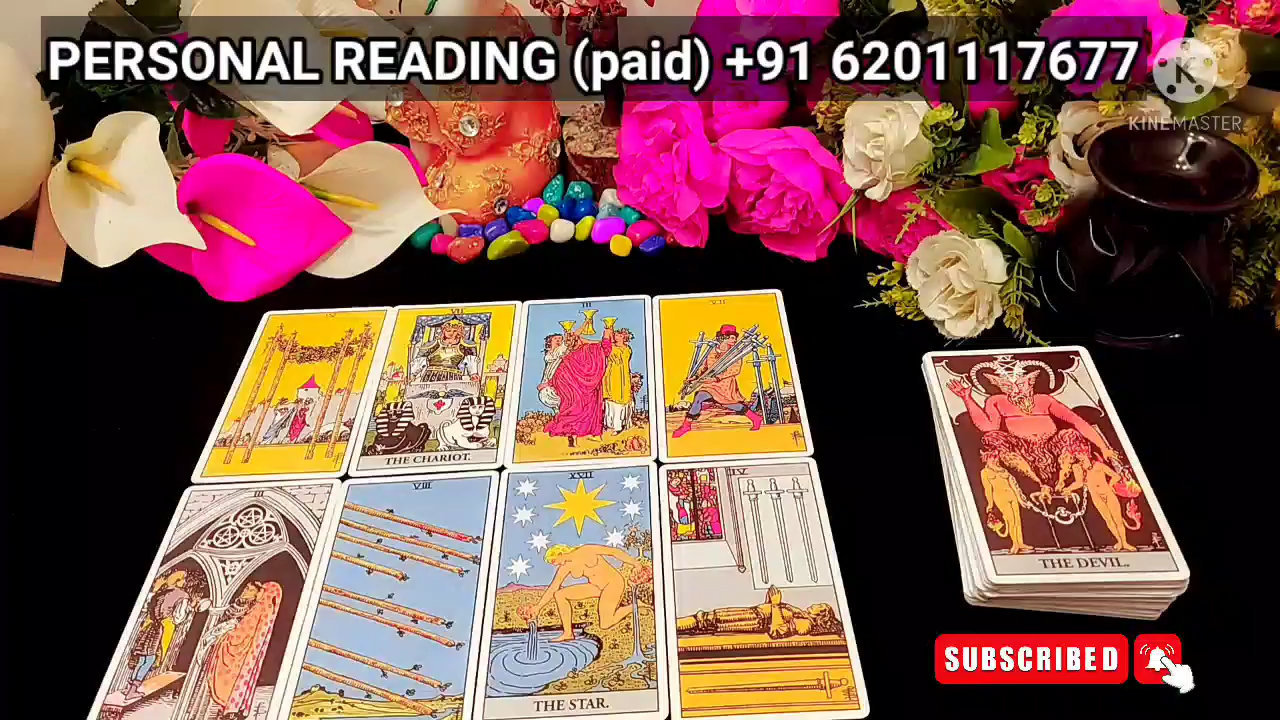 PERSONAL READING (paid) +91 6201117677
K
KINEMASTER
VII
III
THE CHARIOT.
XV
THE DEVIL.
III
VIII
XVII
IV
THE STAR.
SUBSCRIBED